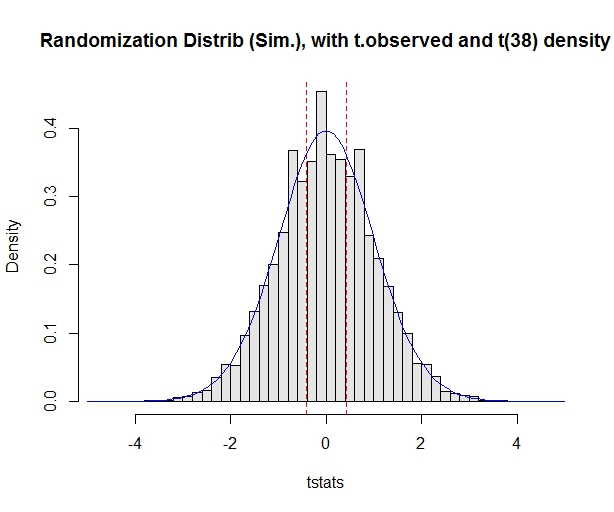 Randomization Distrib (Sim.), with t.observed and t(38) density
Density
0.4
0.3
0.2
0.1
0.0
-4 -2 0 2 4
tstats